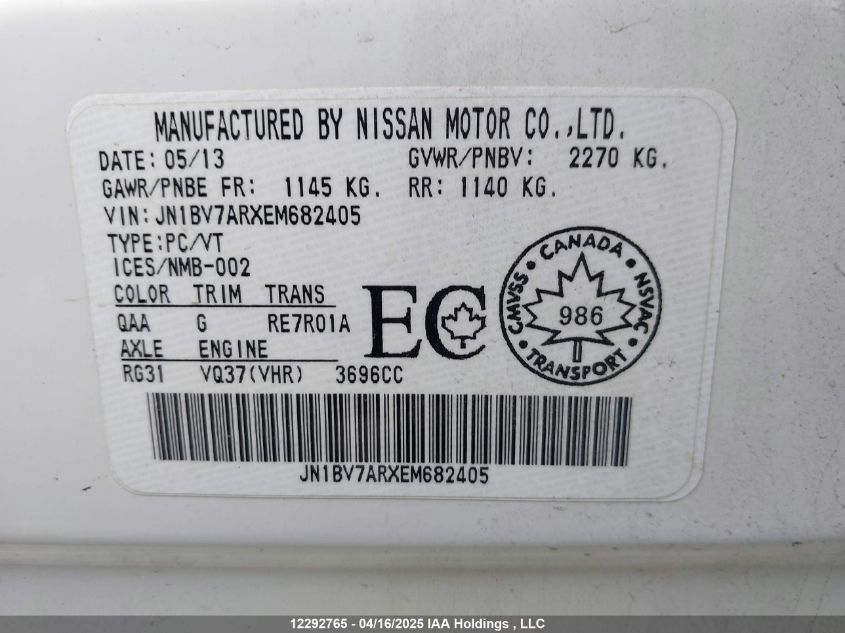 MANUFACTURED BY NISSAN MOTOR CO.,LTD.
DATE: 05/13 GVWR/PNBV: 2270 KG.
GAWR/PNBE FR: 1145 KG. RR: 1140 KG.
VIN: JN1BV7ARXEM682405
TYPE:PC/VT
ICES/NMB-002
COLOR TRIM TRANS
QAA G RE7R01A
AXLE ENGINE
RG31 VQ37(VHR) 3696CC
EC
CANADA
CMVSS
NSVAC
986
TRANSPORT
JN1BV7ARXEM682405
12292765 - 04/16/2025 IAA Holdings , LLC